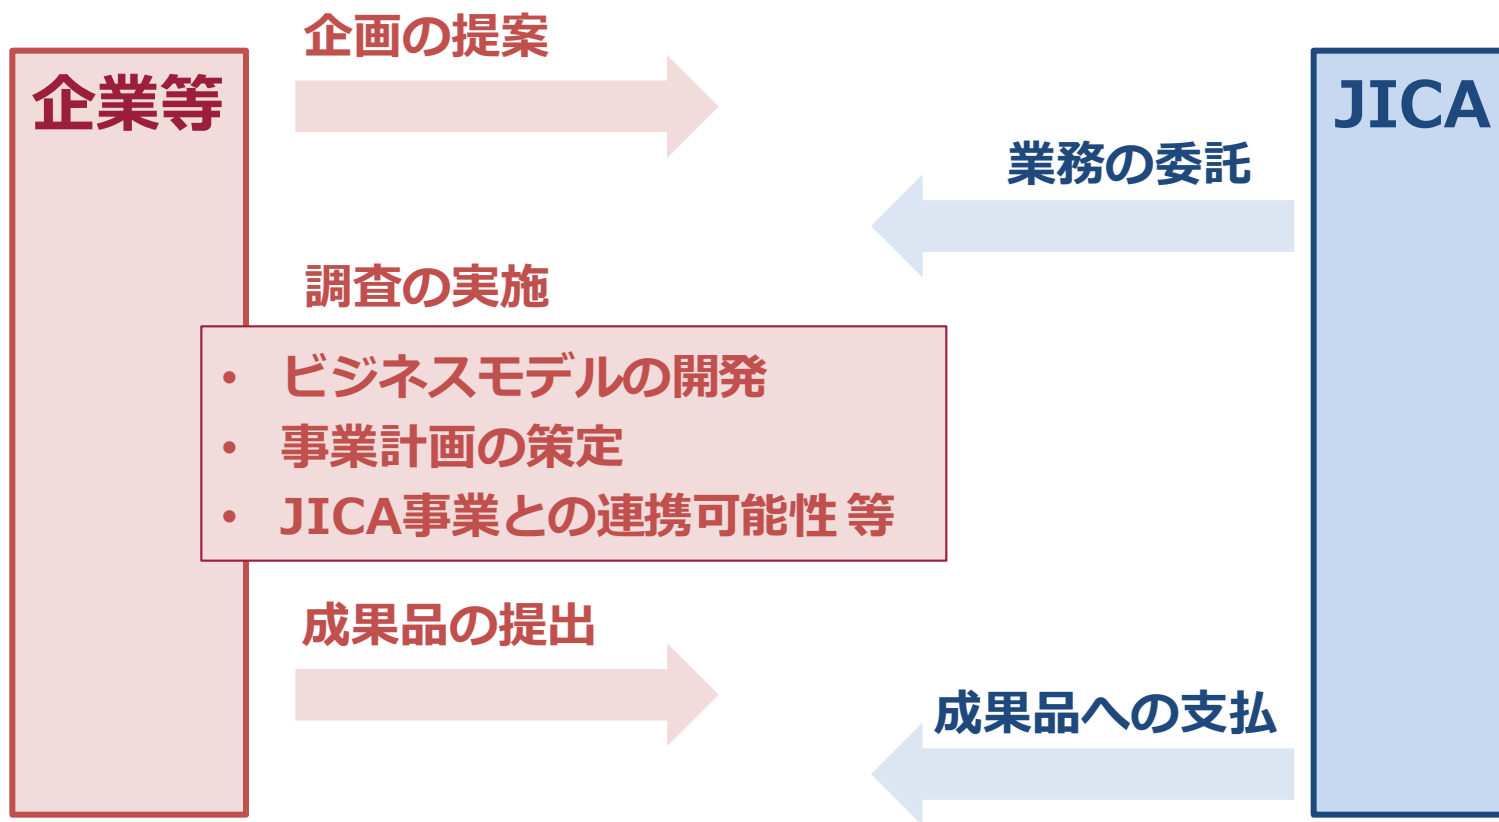 企画の提案
企業等
JICA
業務の委託
調査の実施
• ビジネスモデルの開発
• 事業計画の策定
• JICA事業との連携可能性 等
成果品の提出
成果品への支払